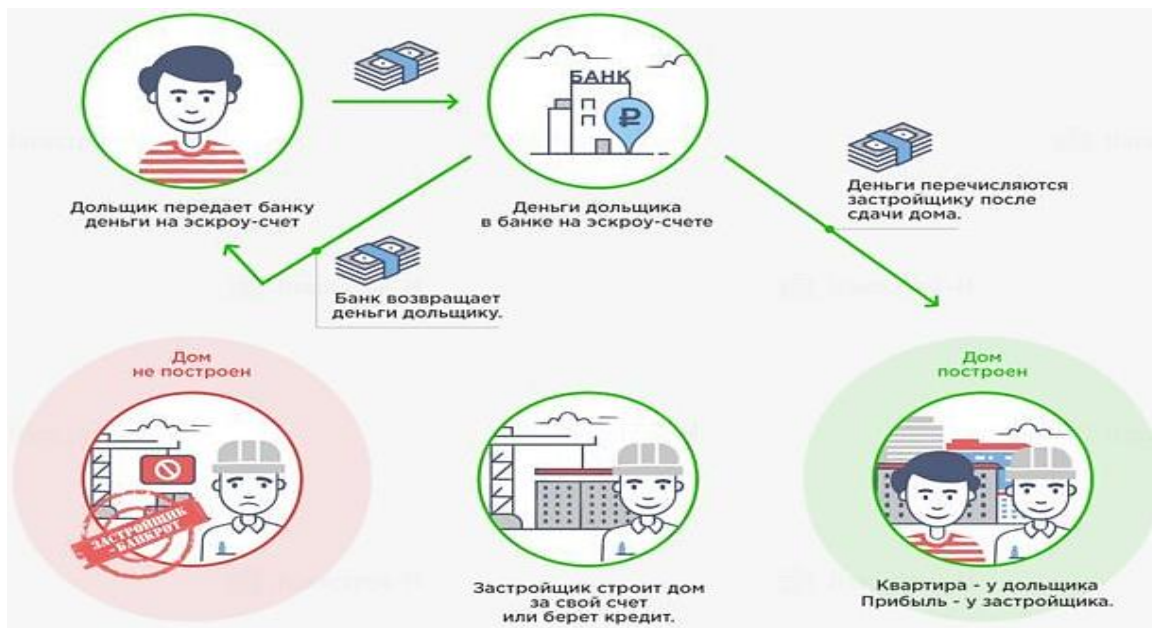 БАНК
Дольщик передает банку
деньги на эскроу-счет
Деньги дольщика
в банке на эскроу-счете
Деньги перечисляются
застройщику после
сдачи дома.
Банк возвращает
деньги дольщику.
Дом
не построен
ЗАСТРОЙЩИК
-БАНКРОТ
Застройщик строит дом
за свой счет
или берет кредит.
Дом
построен
Квартира - у дольщика
Прибыль - у застройщика.